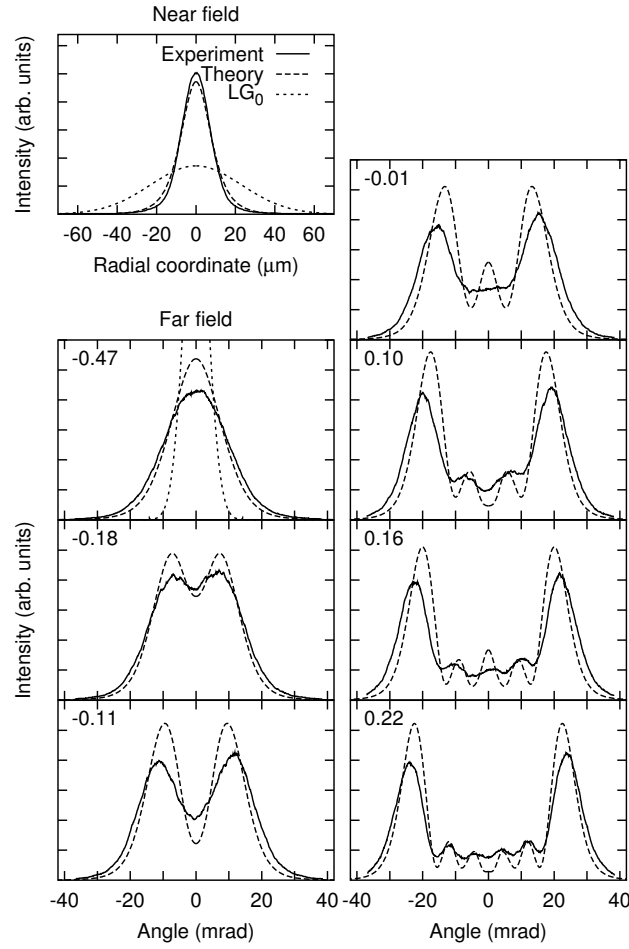 Near field
Intensity (arb. units)
Experiment
Theory
LG₀
-60 -40 -20 0 20 40 60
Radial coordinate (μm)
Far field
-0.47
-0.18
Intensity (arb. units)
-0.11
-40 -20 0 20 40
Angle (mrad)
-0.01
0.10
0.16
0.22
-40 -20 0 20 40
Angle (mrad)